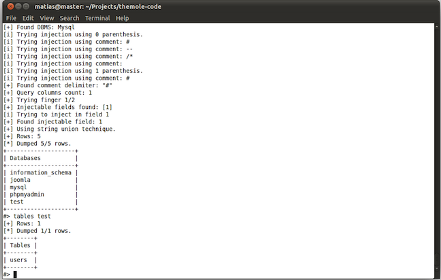 matias@master: ~/Projects/themole-code
File Edit View Search Terminal Help
[+] Found DBMS: Mysql
[i] Trying injection using 0 parenthesis.
[i] Trying injection using comment: #
[i] Trying injection using comment: --
[i] Trying injection using comment: /*
[i] Trying injection using comment:
[i] Trying injection using 1 parenthesis.
[i] Trying injection using comment: #
[+] Found comment delimiter: "#"
[+] Query columns count: 1
[+] Trying finger 1/2
[+] Injectable fields found: [1]
[i] Trying to inject in field 1
[+] Found injectable field: 1
[+] Using string union technique.
[+] Rows: 5
[*] Dumped 5/5 rows.
+--------------------+
| Databases |
+--------------------+
| information_schema |
| joomla |
| mysql |
| phpmyadmin |
| test |
+--------------------+
#> tables test
[+] Rows: 1
[*] Dumped 1/1 rows.
+--------+
| Tables |
+--------+
| users |
+--------+
#>